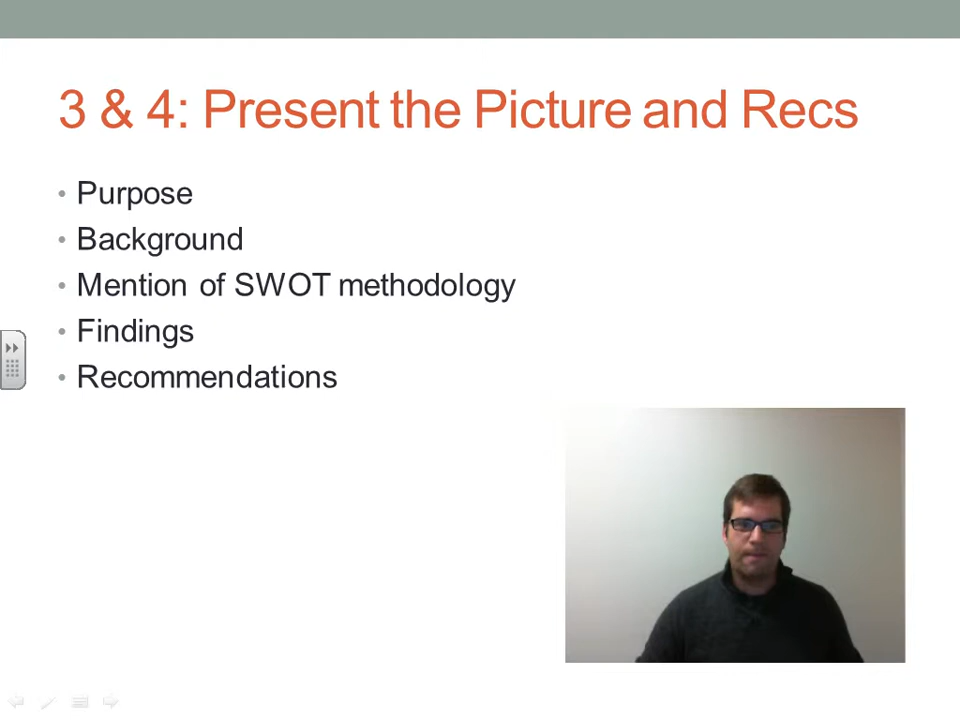 3 & 4: Present the Picture and Recs
• Purpose
• Background
• Mention of SWOT methodology
• Findings
• Recommendations